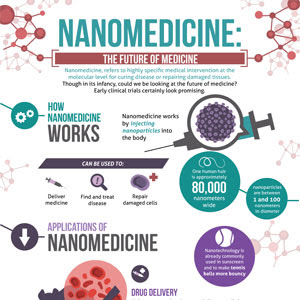 NANOMEDICINE:
THE FUTURE OF MEDICINE
Nanomedicine, refers to highly specific medical intervention at the
molecular level for curing disease or repairing damaged tissues.
Though in its infancy, could we be looking at the future of medicine?
Early clinical trials certainly look promising.
HOW
NANOMEDICINE
WORKS
Nanomedicine works
by injecting
nanoparticles into
the body
CAN BE USED TO:
Deliver
medicine
Find and treat
disease
Repair
damaged cells
One human hair
is approximately
80,000
nanometers
wide
nanoparticles are
between
1 and 100
nanometers
in diameter
APPLICATIONS OF
NANOMEDICINE
Nanotechnology is
already commonly
used in sunscreen
and to make tennis
balls more bouncy
DRUG DELIVERY